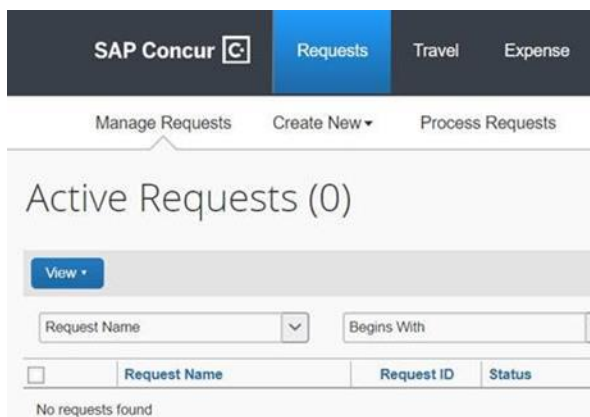 SAP Concur C Requests Travel Expense
Manage Requests Create New Process Requests
Active Requests (0)
View
Request Name Begins With
Request Name Request ID Status
No requests found